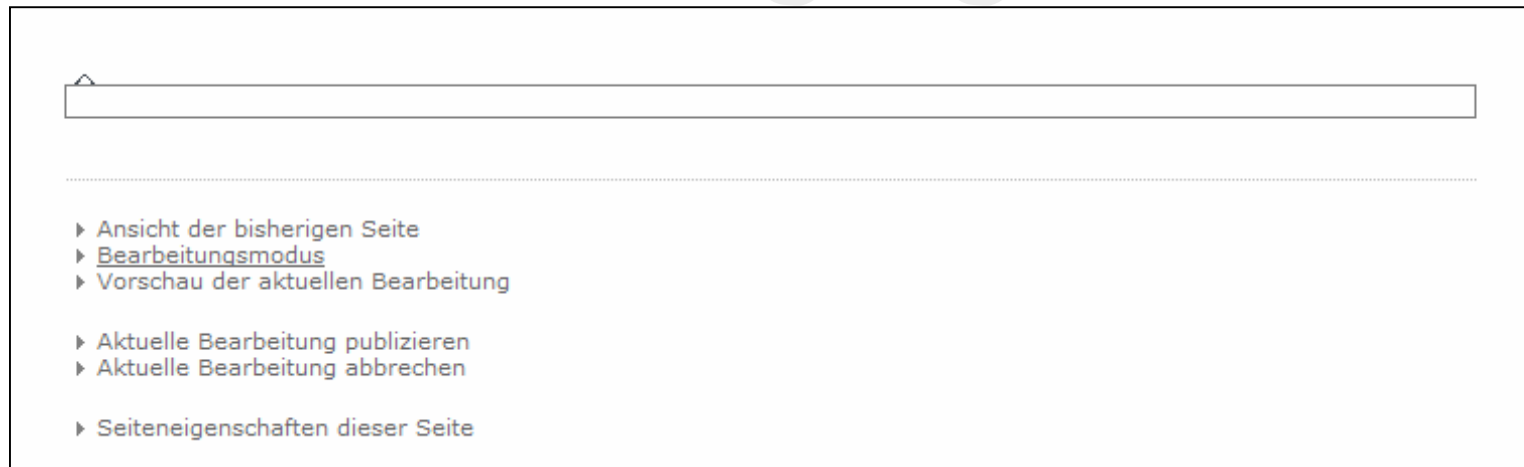 Ansicht der bisherigen Seite
Bearbeitungsmodus
Vorschau der aktuellen Bearbeitung
Aktuelle Bearbeitung publizieren
Aktuelle Bearbeitung abbrechen
Seiteneigenschaften dieser Seite